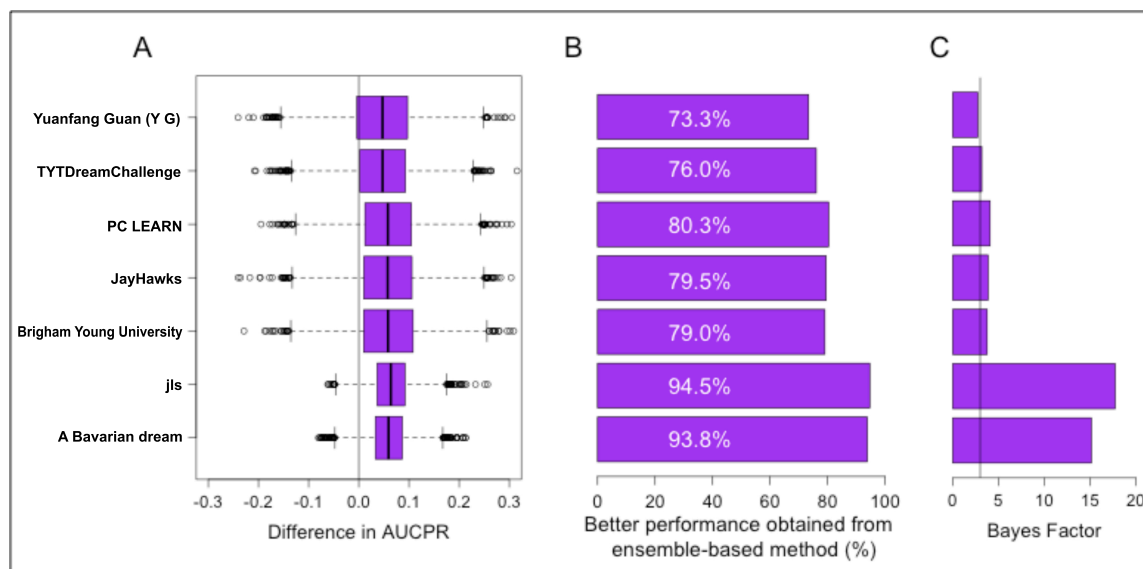 A
B
C
Yuanfang Guan (Y G)
TYTDreamChallenge
PC LEARN
JayHawks
Brigham Young University
jls
A Bavarian dream
73.3%
76.0%
80.3%
79.5%
79.0%
94.5%
93.8%
-0.3 -0.2 -0.1 0.0 0.1 0.2 0.3
Difference in AUCPR
0 20 40 60 80 100
Better performance obtained from
ensemble-based method (%)
0 5 10 15 20
Bayes Factor